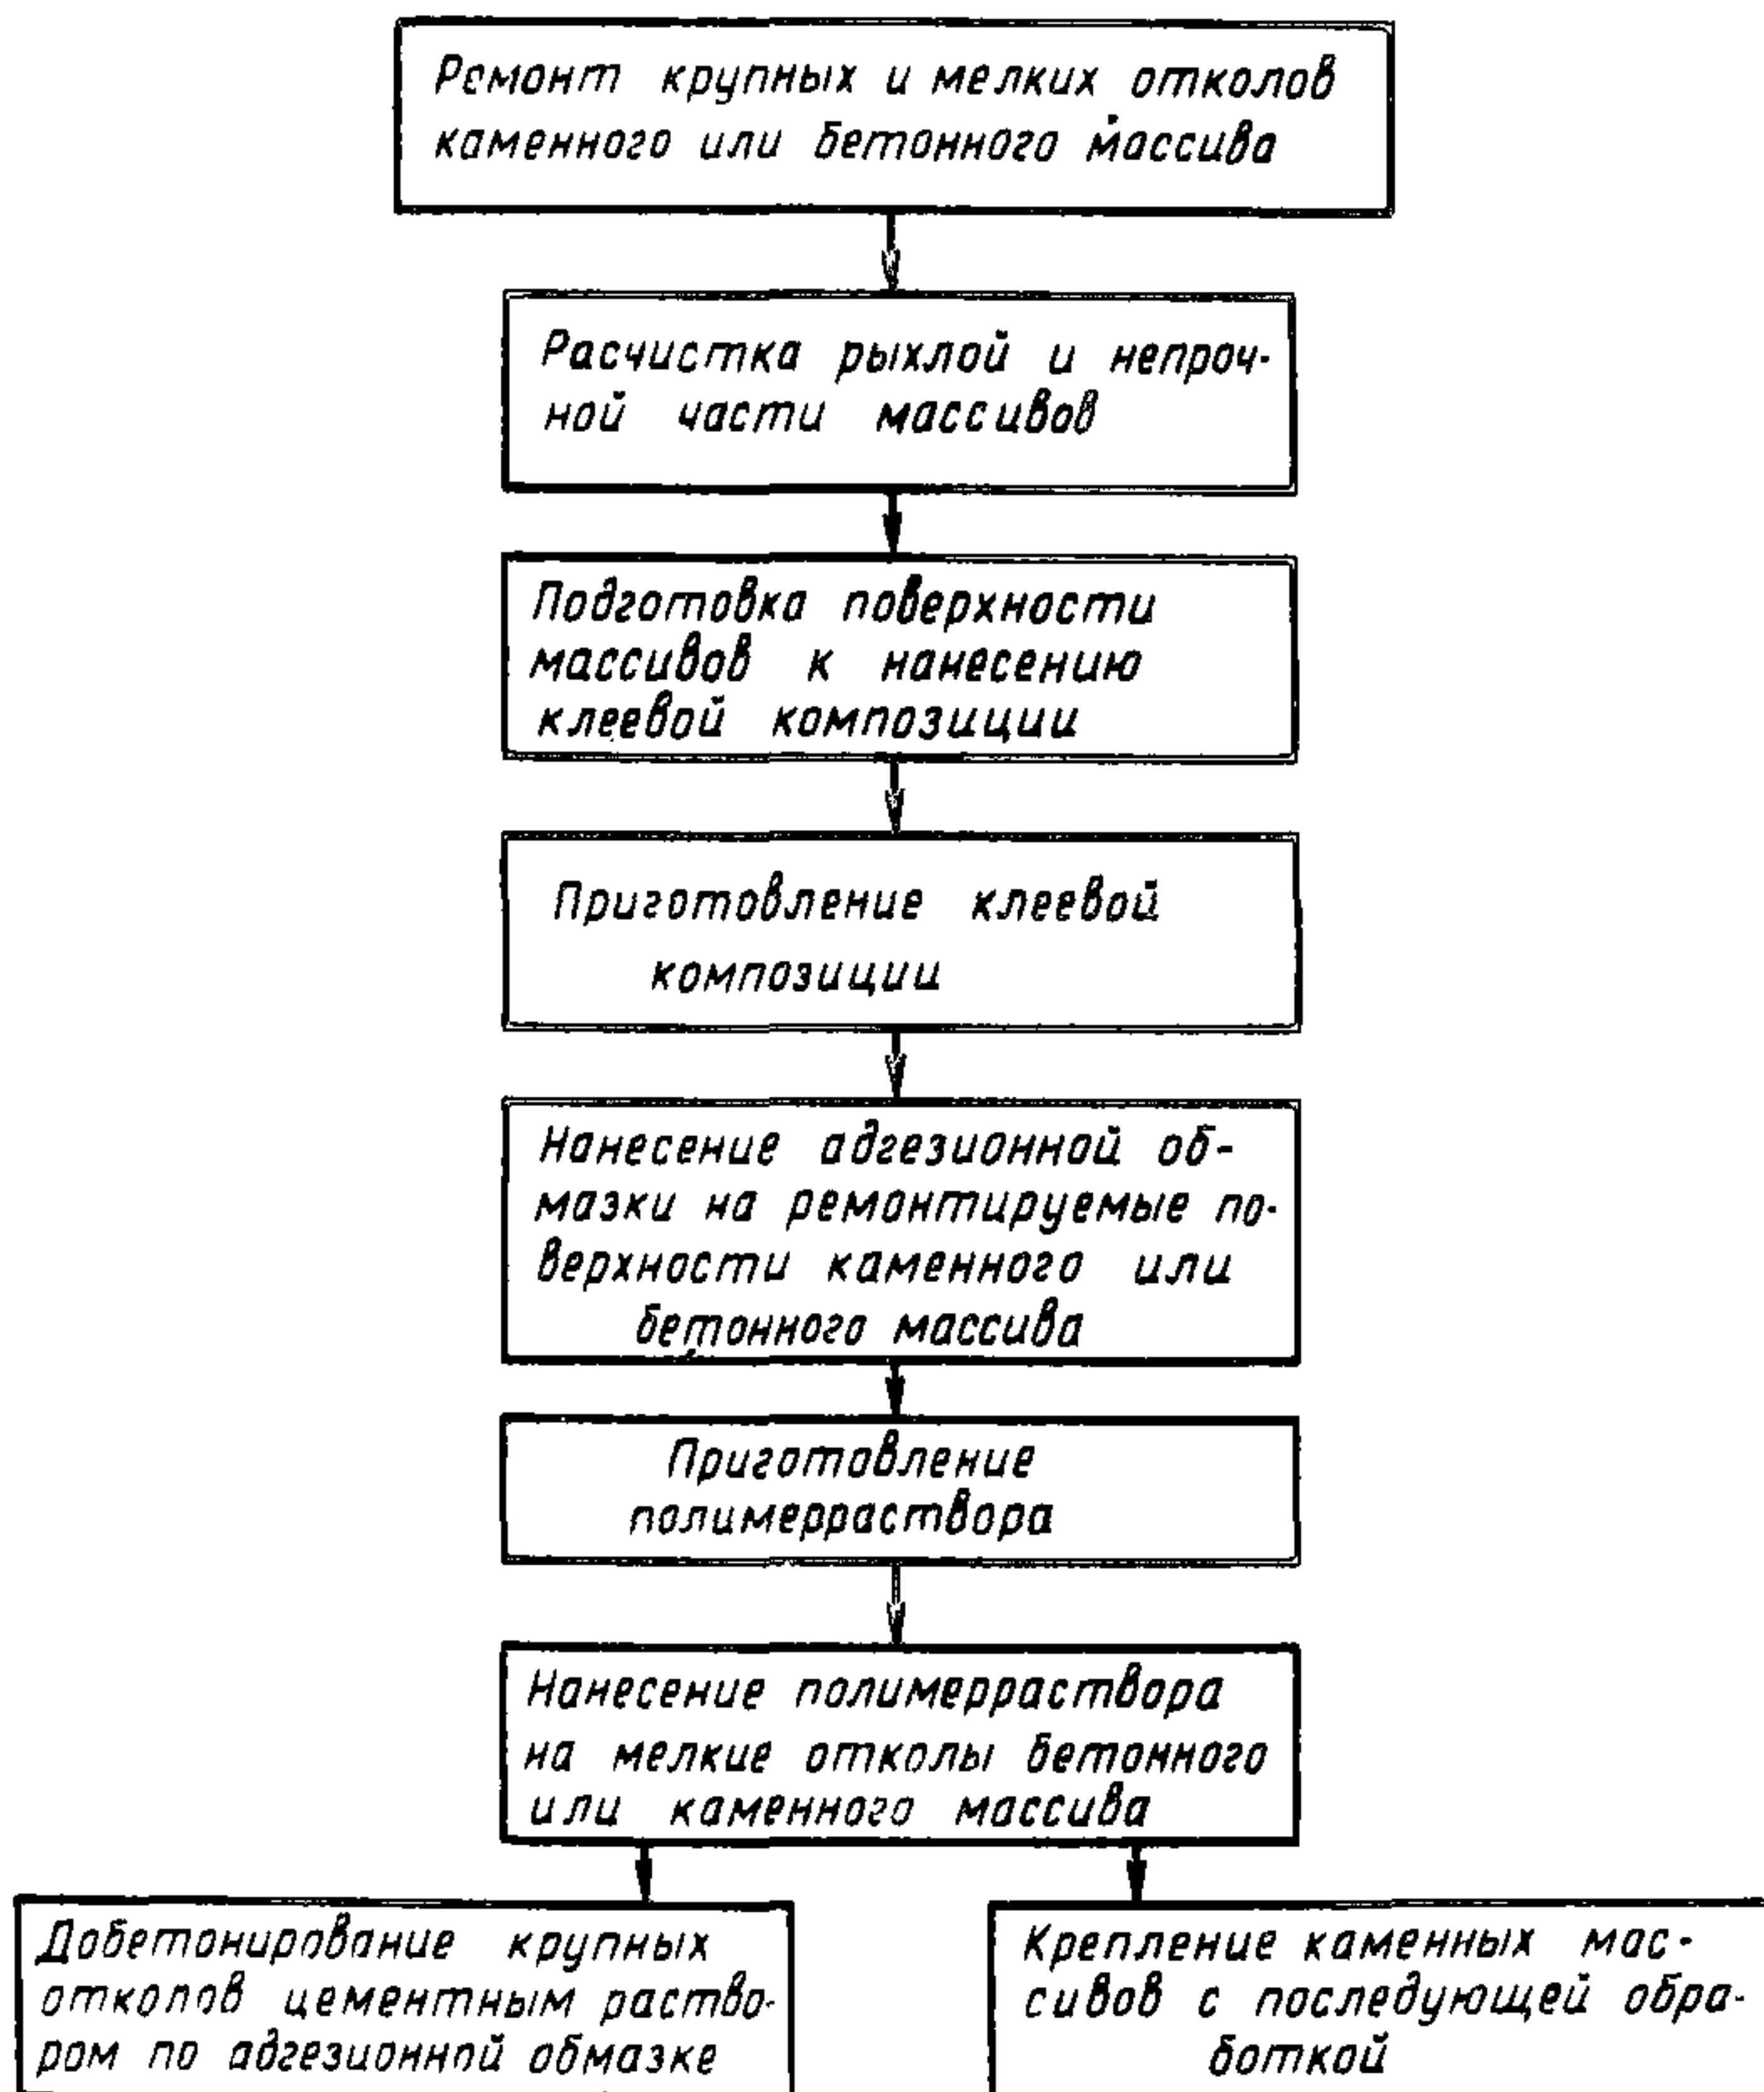 Ремонт крупных и мелких отколов
каменного или бетонного массива
Расчистка рыхлой и непроч-
ной части массивов
Подготовка поверхности
массивов к нанесению
клеевой композиции
Приготовление клеевой
композиции
Нанесение адгезионной об-
мазки на ремонтируемые по-
верхности каменного или
бетонного массива
Приготовление
полимерраствора
Нанесение полимерраствора
на мелкие отколы бетонного
или каменного массива
Добетонирование крупных
отколов цементным раство-
ром по адгезионной обмазке
Крепление каменных мас-
сивов с последующей обра-
боткой